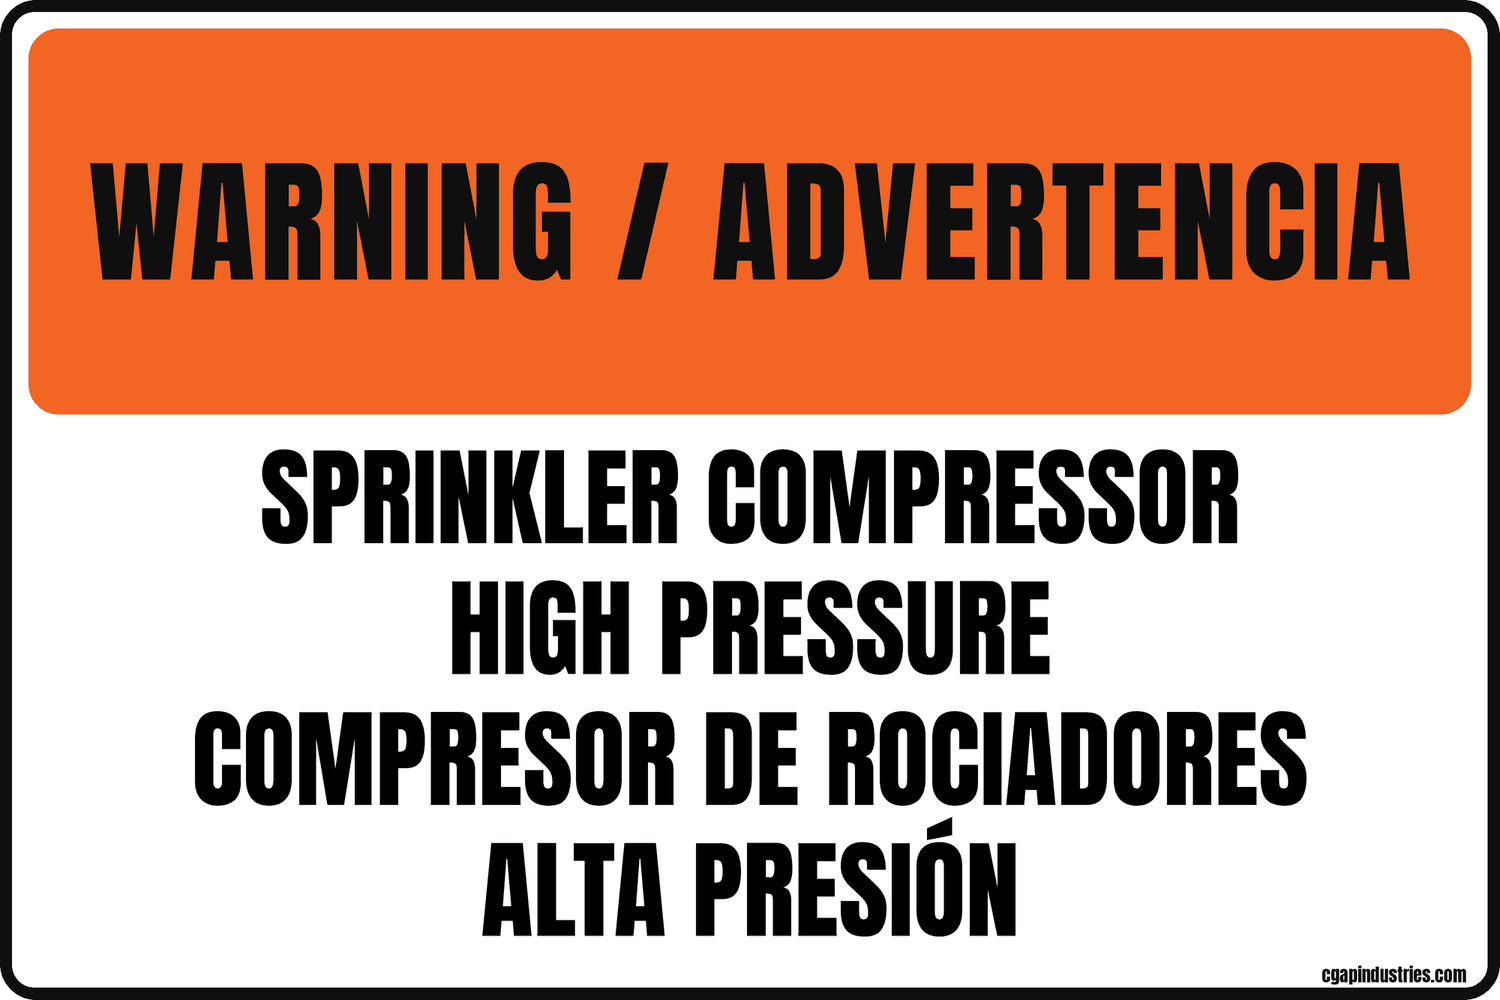 WARNING / ADVERTENCIA
SPRINKLER COMPRESSOR
HIGH PRESSURE
COMPRESOR DE ROCIADORES
ALTA PRESIÓN
cgapindustries.com